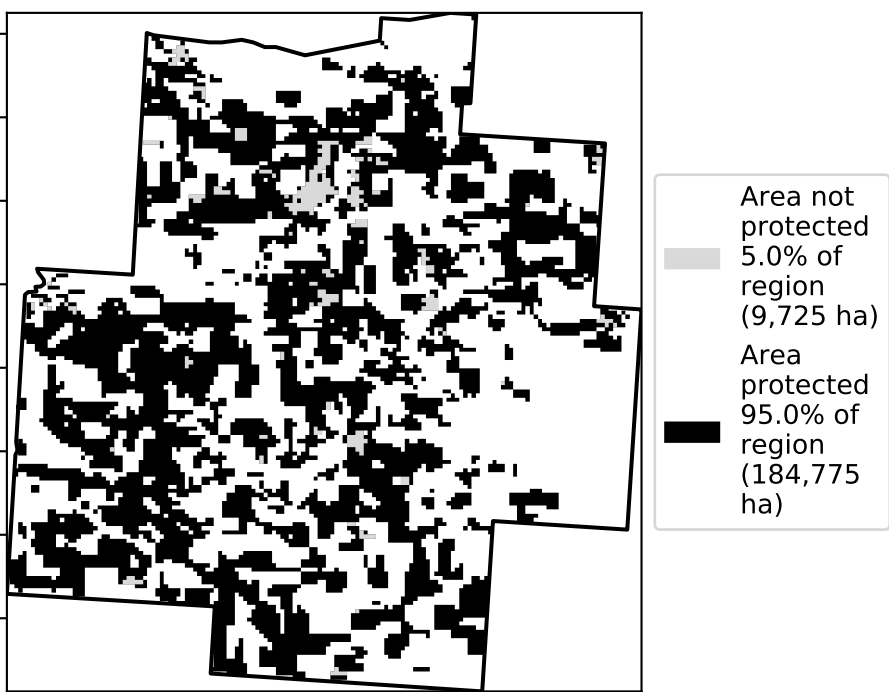 Area not
protected
5.0% of
region
(9,725 ha)
Area
protected
95.0% of
region
(184,775
ha)